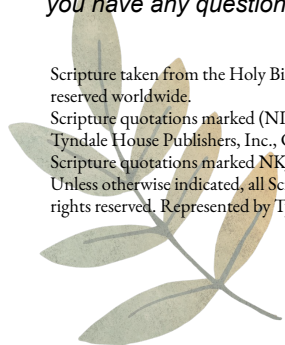 you have any question
Scripture taken from the Holy Bi
reserved worldwide.
Scripture quotations marked (NL
Tyndale House Publishers, Inc., C
Scripture quotations marked NK
Unless otherwise indicated, all Sc
rights reserved. Represented by T